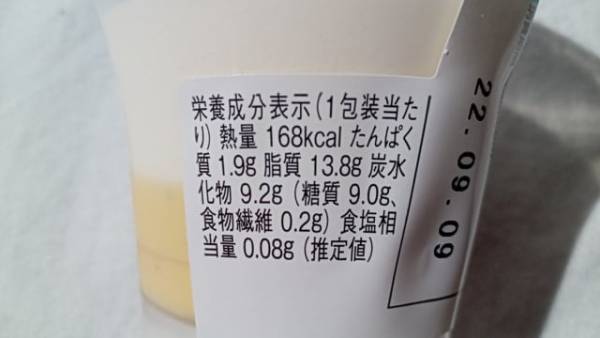 栄養成分表示(1包装当た
り) 熱量 168kcal たんぱく
質 1.9g 脂質 13.8g 炭水
化物 9.2g (糖質 9.0g、
食物繊維 0.2g) 食塩相
当量 0.08g (推定値)
22.09.09